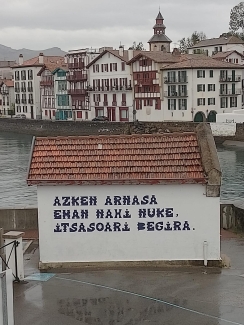 AZKEN ARNASA
EMAN NAHI NUKE,
ITSASOARI BEGIRA.